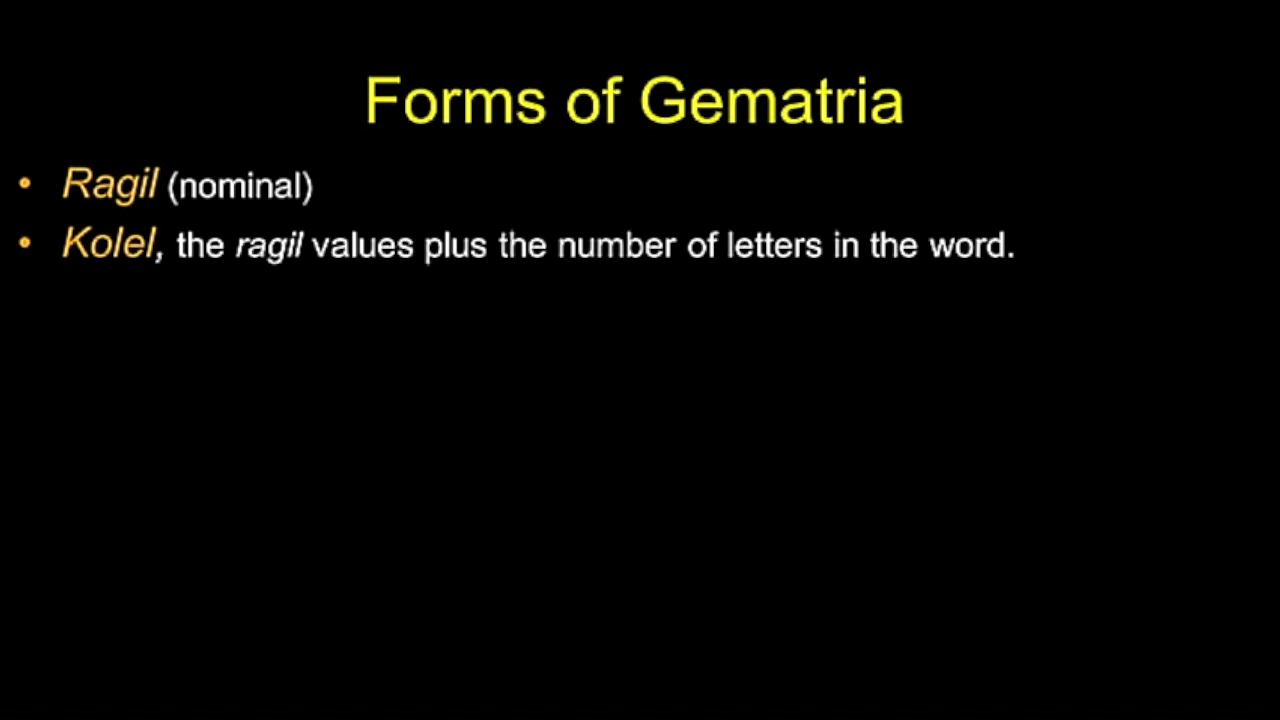 Forms of Gematria
• Ragil (nominal)
• Kolel, the ragil values plus the number of letters in the word.